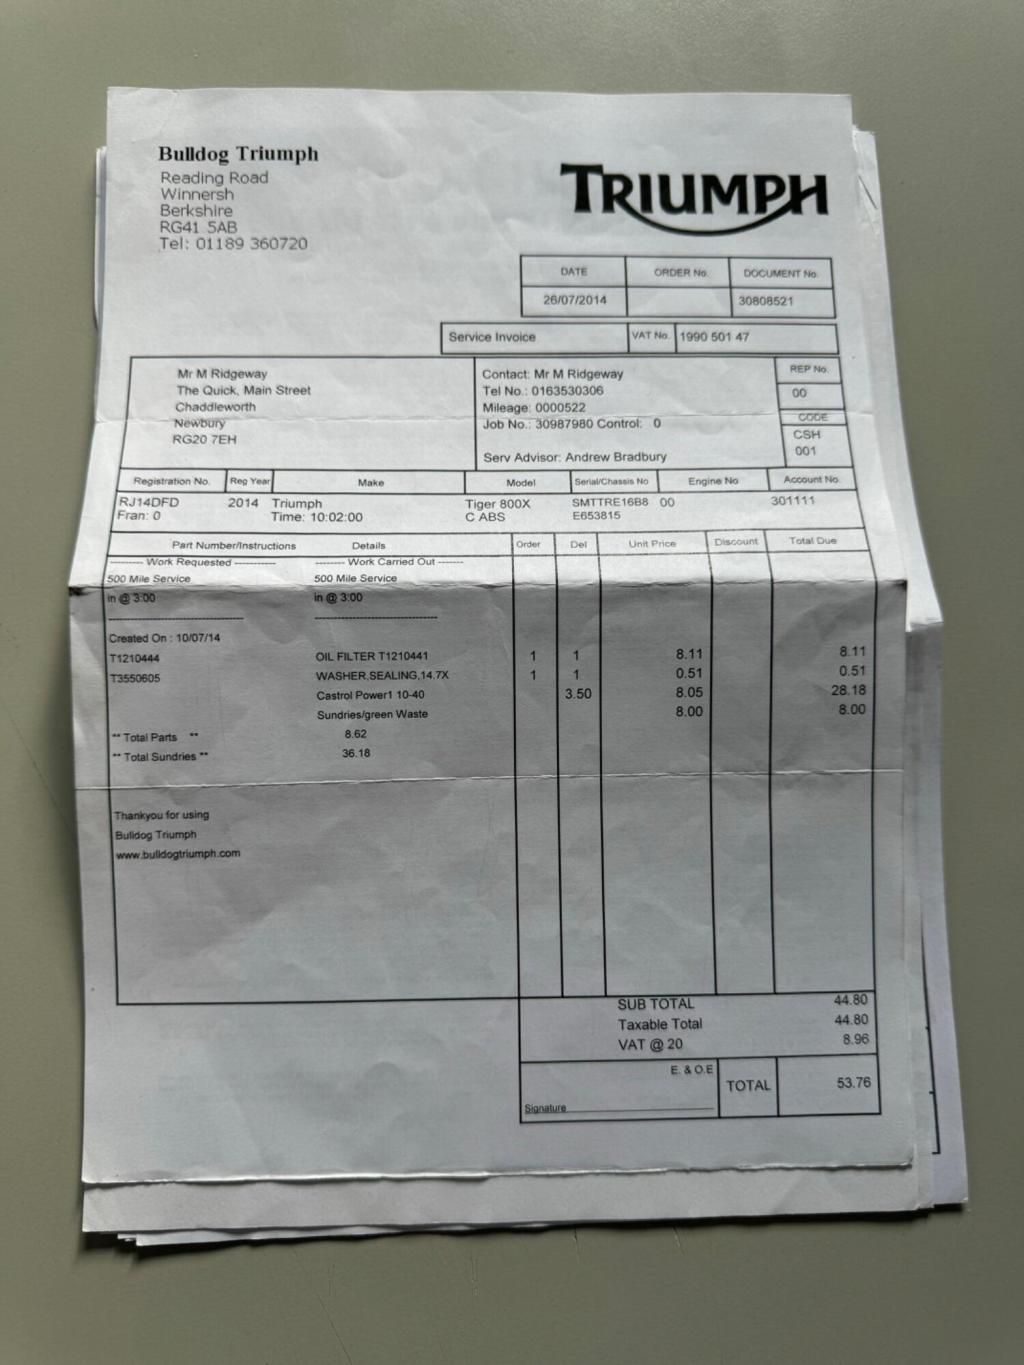 Bulldog Triumph
Reading Road
Winnersh
Berkshire
RG41 5AB
Tel: 01189 360720
TRIUMPH
DATE ORDER No. DOCUMENT No.
26/07/2014 30808521
Service Invoice VAT No. 1990 501 47
Mr M Ridgeway
The Quick, Main Street
Chaddleworth
Newbury
RG20 7EH
Contact: Mr M Ridgeway
Tel No.: 0163530306
Mileage: 0000522
Job No.: 30987980 Control: 0
Serv Advisor: Andrew Bradbury
REP No.
00
CODE
CSH
001
Registration No. Reg Year Make Model Serial/Chassis No Engine No Account No.
RJ14DFD 2014 Triumph Tiger 800X SMTTRE16B8 00 301111
Fran: 0 Time: 10:02:00 C ABS E653815
Part Number/Instructions Details Order Del Unit Price Discount Total Due
-------- Work Requested ---------- ------- Work Carried Out ------
500 Mile Service 500 Mile Service
in @ 3:00 in @ 3:00
Created On : 10/07/14
T1210444 OIL FILTER T1210441 1 1 8.11 8.11
T3550605 WASHER,SEALING,14.7X 1 1 0.51 0.51
Castrol Power1 10-40 3.50 8.05 28.18
Sundries/green Waste 8.00 8.00
** Total Parts ** 8.62
** Total Sundries ** 36.18
Thankyou for using
Bulldog Triumph
www.bulldogtriumph.com
SUB TOTAL 44.80
Taxable Total 44.80
VAT @ 20 8.96
E. & O.E
TOTAL 53.76
Signature